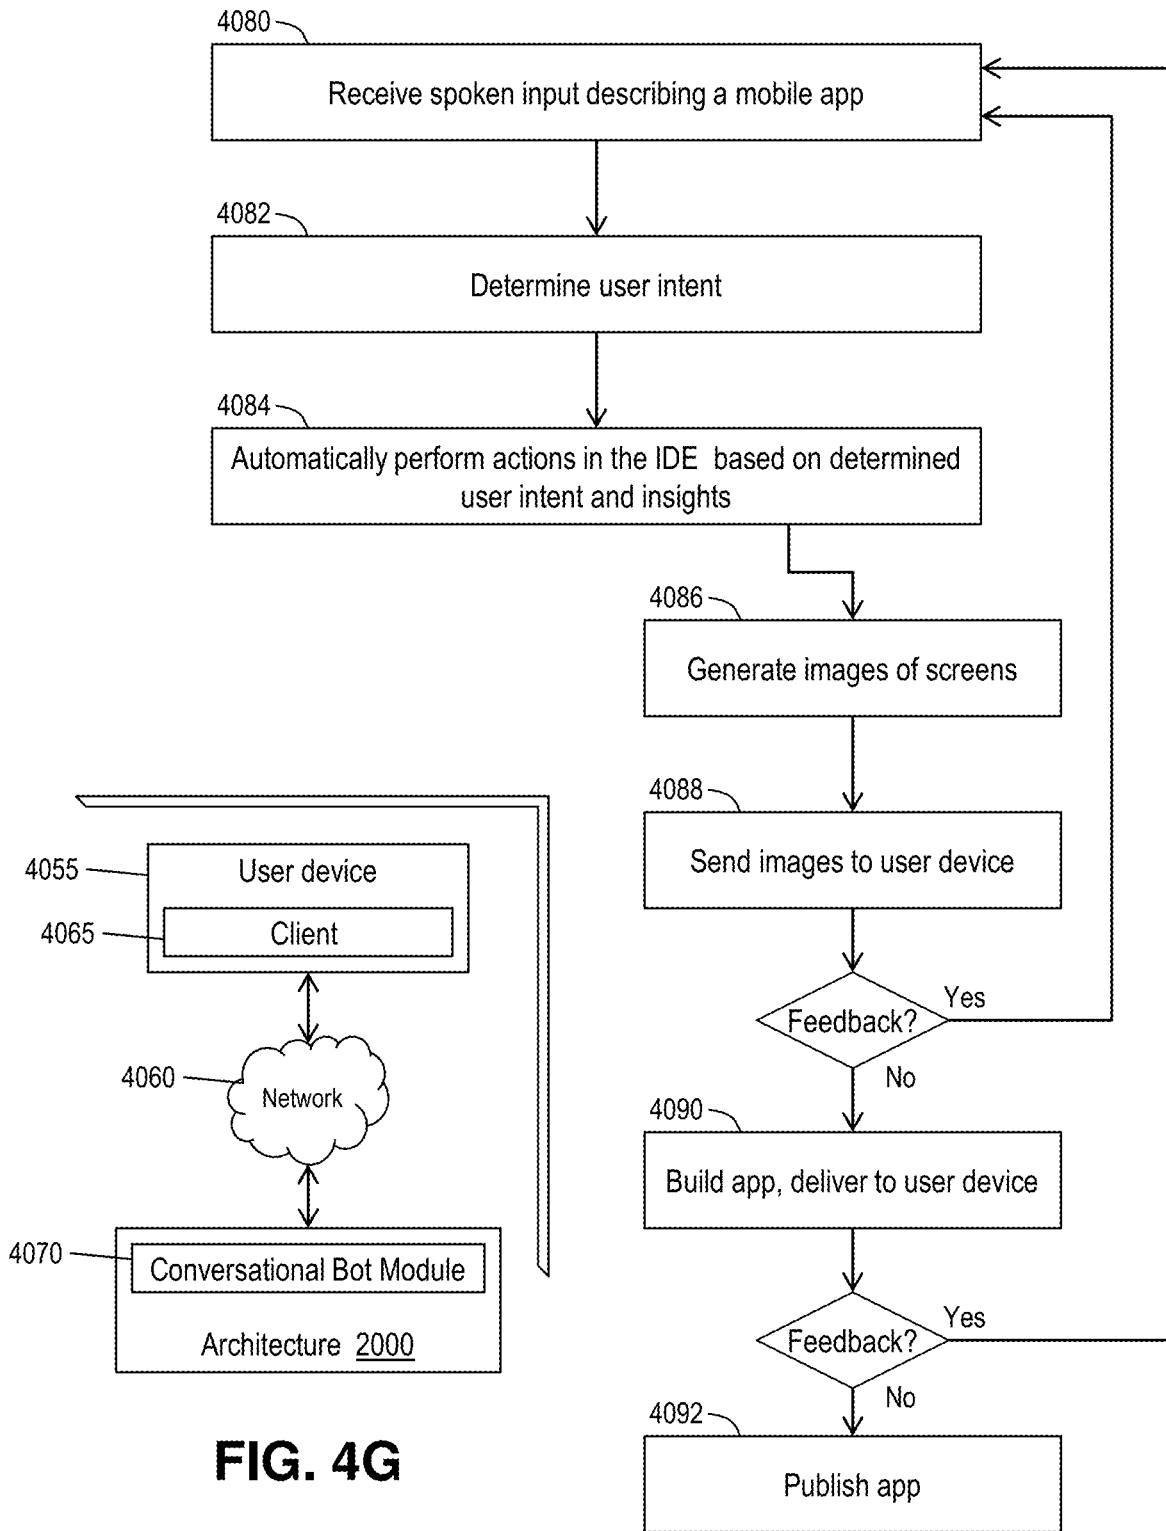 4080
Receive spoken input describing a mobile app
4082
Determine user intent
4084
Automatically perform actions in the IDE based on determined
user intent and insights
4086
Generate images of screens
4088
Send images to user device
Feedback?
Yes
No
4090
Build app, deliver to user device
Feedback?
Yes
No
4092
Publish app
4055
User device
4065
Client
4060
Network
4070
Conversational Bot Module
Architecture 2000
FIG. 4G